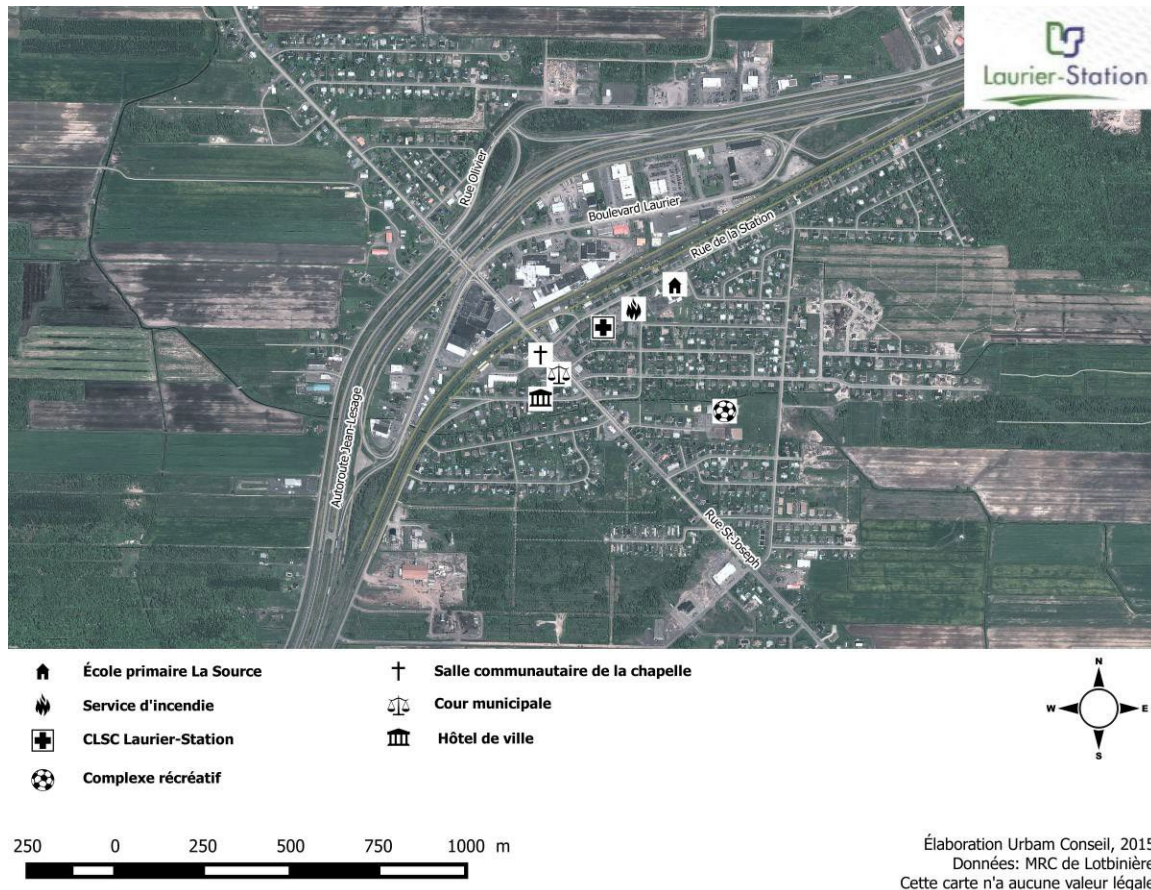 Laurier-Station
Rue Olivier
Boulevard Laurier
Rue de la Station
Autoroute Jean-Lesage
Rue St-Joseph
École primaire La Source
Service d'incendie
CLSC Laurier-Station
Complexe récréatif
Salle communautaire de la chapelle
Cour municipale
Hôtel de ville
N
W E
S
250 0 250 500 750 1000 m
Élaboration Urbam Conseil, 2015
Données: MRC de Lotbinière
Cette carte n'a aucune valeur légale